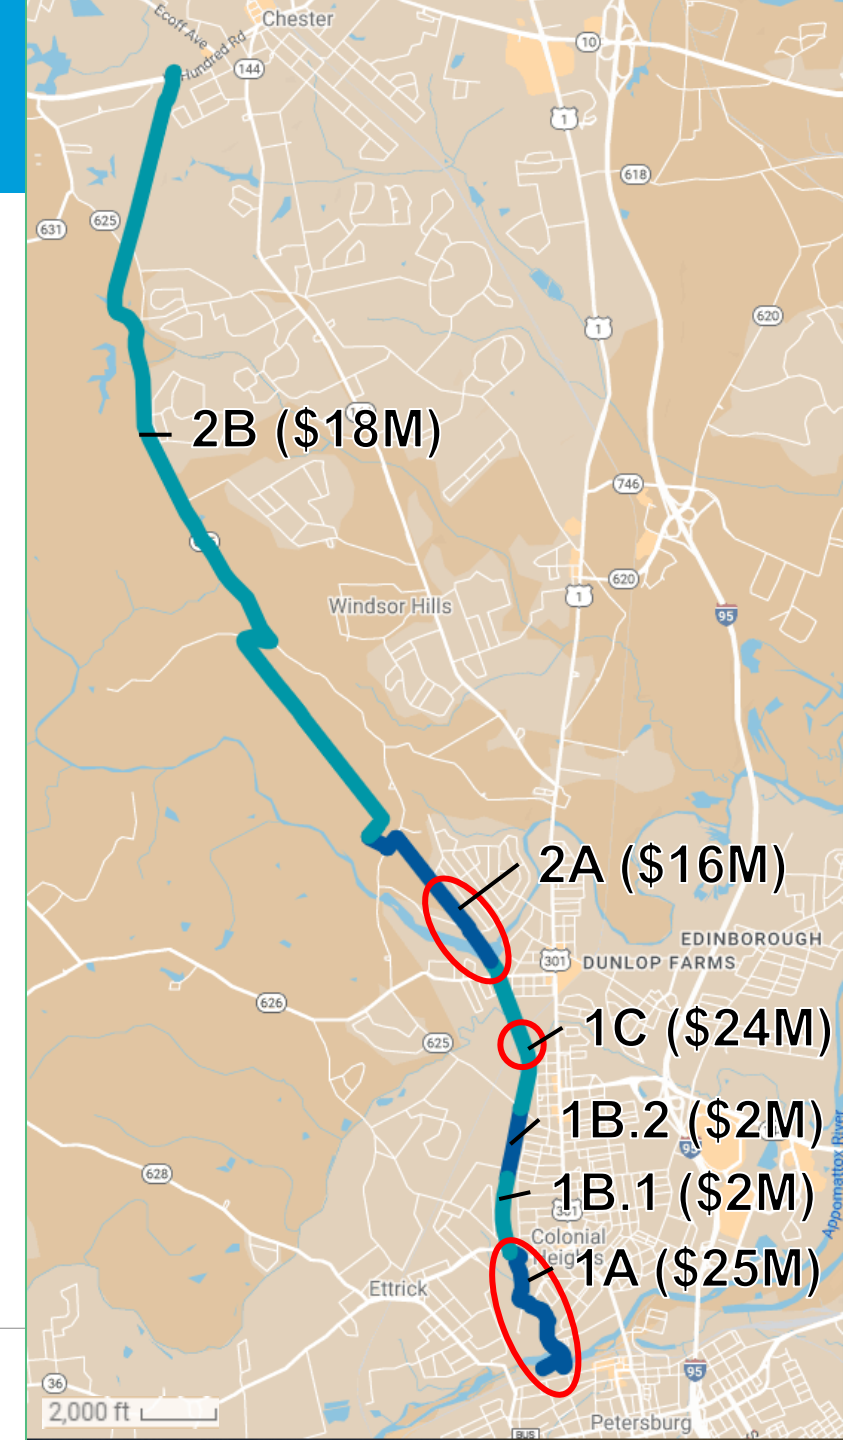 Chester
Ecoff Ave
Hundred Rd
10
144
1
618
625
631
620
1
2B ($18M)
746
620
1
Windsor Hills
95
2A ($16M)
EDINBOROUGH
301
DUNLOP FARMS
626
1C ($24M)
625
1B.2 ($2M)
95
628
1B.1 ($2M)
301
Appomattox River
Colonial
Heights
1A ($25M)
Ettrick
36
95
2,000 ft
Petersburg
BUS